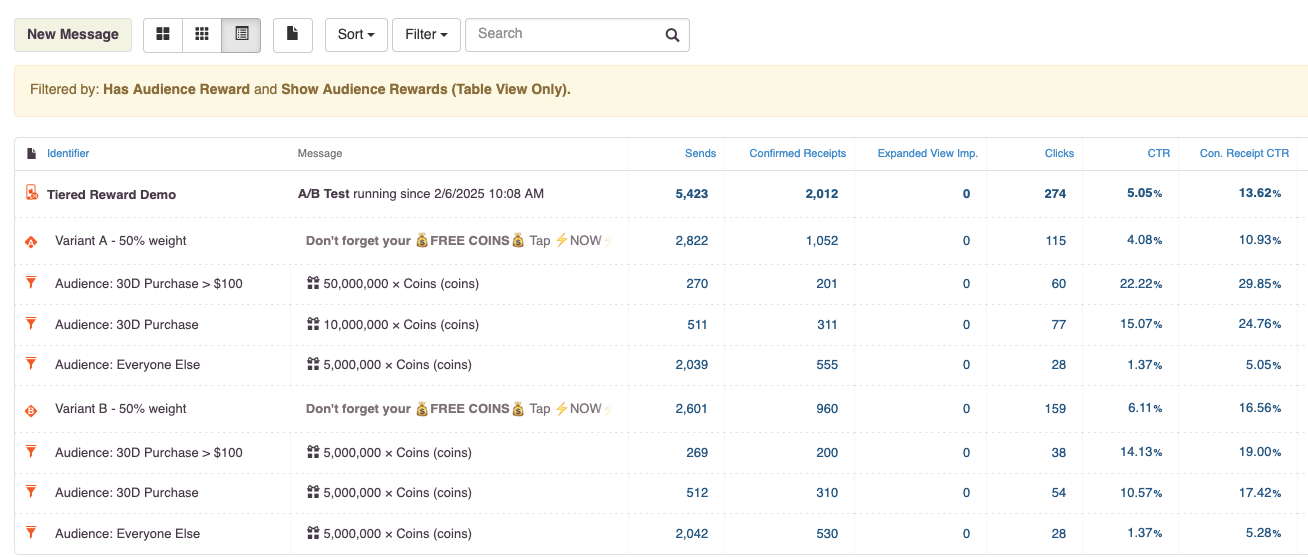 New Message Sort Filter Search
Filtered by: Has Audience Reward and Show Audience Rewards (Table View Only).
Identifier Message Sends Confirmed Receipts Expanded View Imp. Clicks CTR Con. Receipt CTR
Tiered Reward Demo A/B Test running since 2/6/2025 10:08 AM 5,423 2,012 0 274 5.05% 13.62%
A Variant A - 50% weight Don't forget your 💰FREE COINS💰 Tap ⚡NOW⚡ 2,822 1,052 0 115 4.08% 10.93%
Audience: 30D Purchase > $100 50,000,000 × Coins (coins) 270 201 0 60 22.22% 29.85%
Audience: 30D Purchase 10,000,000 × Coins (coins) 511 311 0 77 15.07% 24.76%
Audience: Everyone Else 5,000,000 × Coins (coins) 2,039 555 0 28 1.37% 5.05%
B Variant B - 50% weight Don't forget your 💰FREE COINS💰 Tap ⚡NOW⚡ 2,601 960 0 159 6.11% 16.56%
Audience: 30D Purchase > $100 5,000,000 × Coins (coins) 269 200 0 38 14.13% 19.00%
Audience: 30D Purchase 5,000,000 × Coins (coins) 512 310 0 54 10.57% 17.42%
Audience: Everyone Else 5,000,000 × Coins (coins) 2,042 530 0 28 1.37% 5.28%